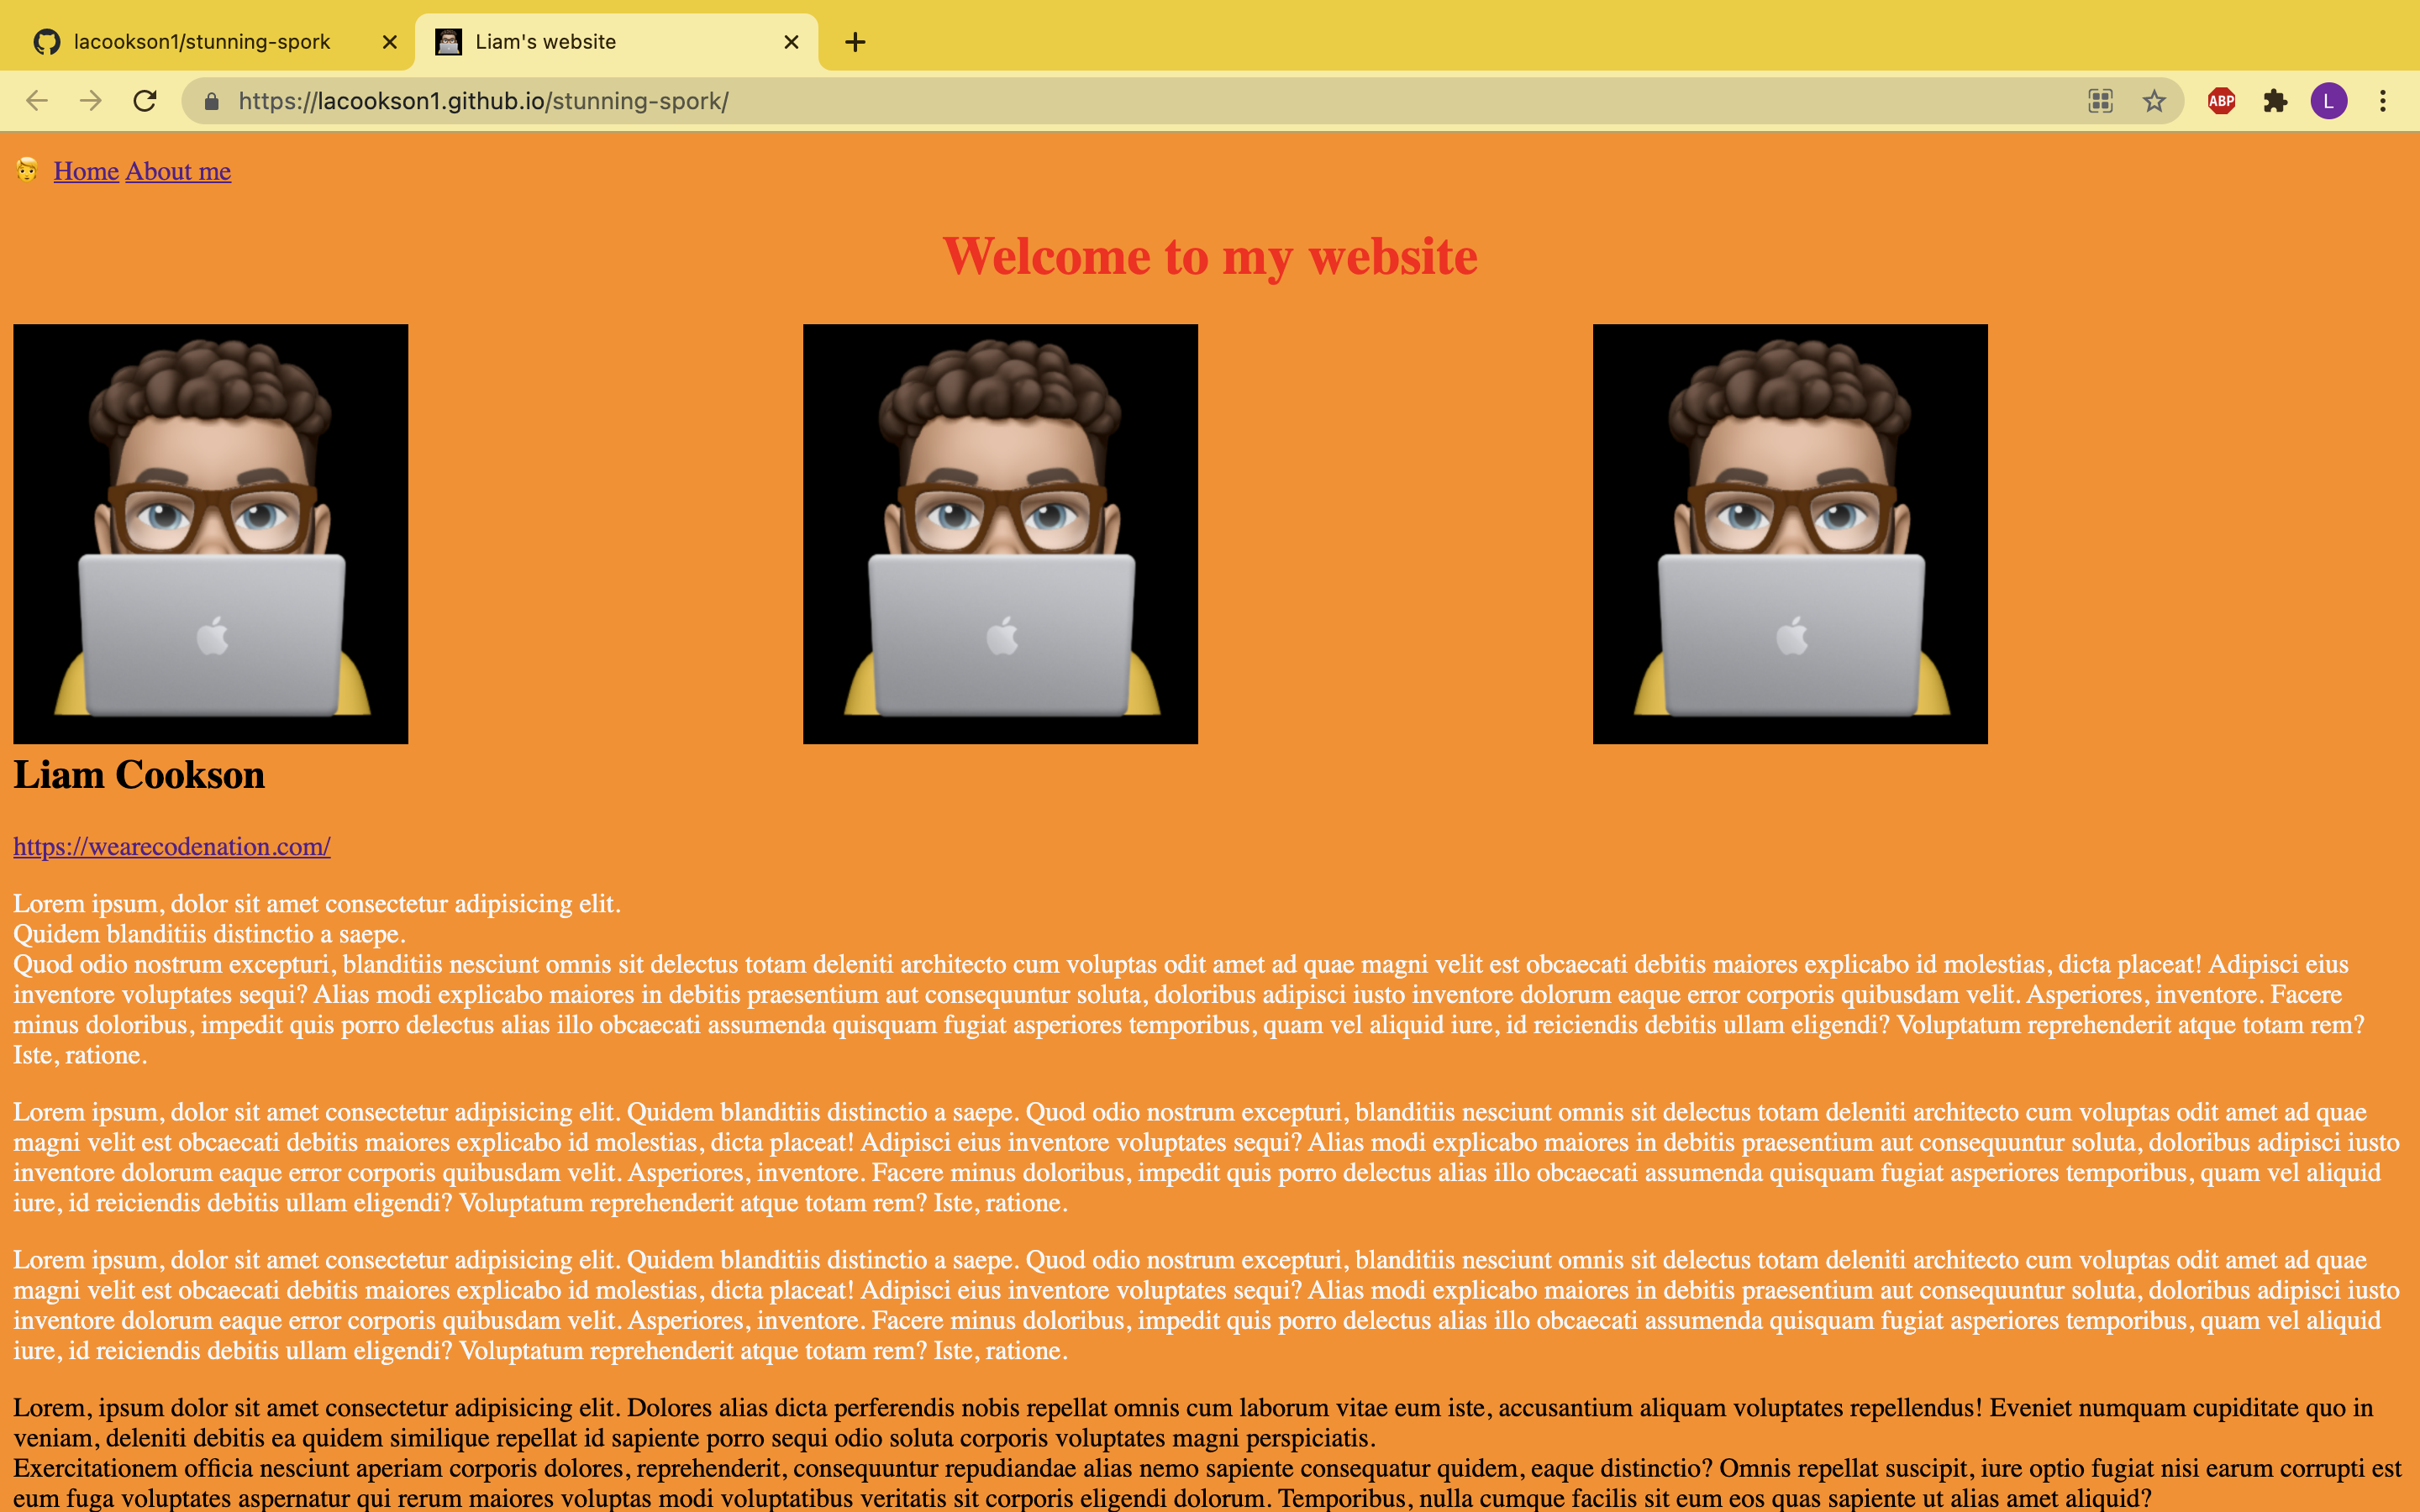 lacookson1/stunning-spork
Liam's website
https://lacookson1.github.io/stunning-spork/
ABP
L
Home About me
Welcome to my website
Liam Cookson
https://wearecodenation.com/
Lorem ipsum, dolor sit amet consectetur adipisicing elit.
Quidem blanditiis distinctio a saepe.
Quod odio nostrum excepturi, blanditiis nesciunt omnis sit delectus totam deleniti architecto cum voluptas odit amet ad quae magni velit est obcaecati debitis maiores explicabo id molestias, dicta placeat! Adipisci eius
inventore voluptates sequi? Alias modi explicabo maiores in debitis praesentium aut consequuntur soluta, doloribus adipisci iusto inventore dolorum eaque error corporis quibusdam velit. Asperiores, inventore. Facere
minus doloribus, impedit quis porro delectus alias illo obcaecati assumenda quisquam fugiat asperiores temporibus, quam vel aliquid iure, id reiciendis debitis ullam eligendi? Voluptatum reprehenderit atque totam rem?
Iste, ratione.
Lorem ipsum, dolor sit amet consectetur adipisicing elit. Quidem blanditiis distinctio a saepe. Quod odio nostrum excepturi, blanditiis nesciunt omnis sit delectus totam deleniti architecto cum voluptas odit amet ad quae
magni velit est obcaecati debitis maiores explicabo id molestias, dicta placeat! Adipisci eius inventore voluptates sequi? Alias modi explicabo maiores in debitis praesentium aut consequuntur soluta, doloribus adipisci iusto
inventore dolorum eaque error corporis quibusdam velit. Asperiores, inventore. Facere minus doloribus, impedit quis porro delectus alias illo obcaecati assumenda quisquam fugiat asperiores temporibus, quam vel aliquid
iure, id reiciendis debitis ullam eligendi? Voluptatum reprehenderit atque totam rem? Iste, ratione.
Lorem ipsum, dolor sit amet consectetur adipisicing elit. Quidem blanditiis distinctio a saepe. Quod odio nostrum excepturi, blanditiis nesciunt omnis sit delectus totam deleniti architecto cum voluptas odit amet ad quae
magni velit est obcaecati debitis maiores explicabo id molestias, dicta placeat! Adipisci eius inventore voluptates sequi? Alias modi explicabo maiores in debitis praesentium aut consequuntur soluta, doloribus adipisci iusto
inventore dolorum eaque error corporis quibusdam velit. Asperiores, inventore. Facere minus doloribus, impedit quis porro delectus alias illo obcaecati assumenda quisquam fugiat asperiores temporibus, quam vel aliquid
iure, id reiciendis debitis ullam eligendi? Voluptatum reprehenderit atque totam rem? Iste, ratione.
Lorem, ipsum dolor sit amet consectetur adipisicing elit. Dolores alias dicta perferendis nobis repellat omnis cum laborum vitae eum iste, accusantium aliquam voluptates repellendus! Eveniet numquam cupiditate quo in
veniam, deleniti debitis ea quidem similique repellat id sapiente porro sequi odio soluta corporis voluptates magni perspiciatis.
Exercitationem officia nesciunt aperiam corporis dolores, reprehenderit, consequuntur repudiandae alias nemo sapiente consequatur quidem, eaque distinctio? Omnis repellat suscipit, iure optio fugiat nisi earum corrupti est
eum fuga voluptates aspernatur qui rerum maiores voluptas modi voluptatibus veritatis sit corporis eligendi dolorum. Temporibus, nulla cumque facilis sit eum eos quas sapiente ut alias amet aliquid?